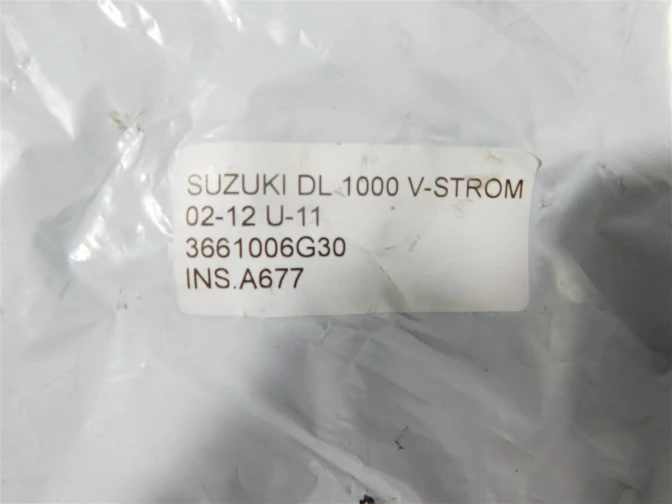 SUZUKI DL 1000 V-STROM
02-12 U-11
3661006G30
INS.A677